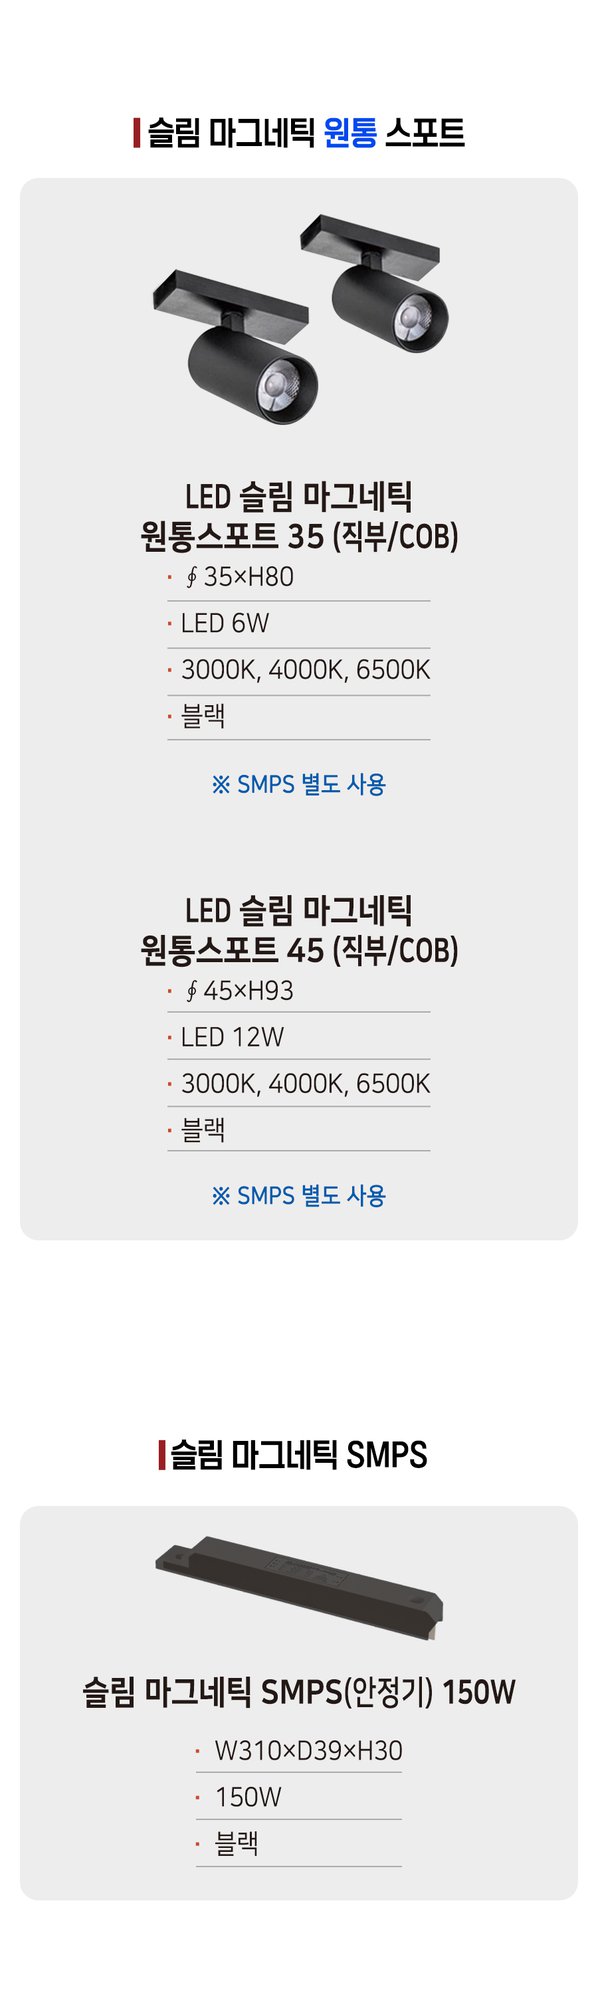 슬림 마그네틱 원통 스포트
LED 슬림 마그네틱
원통스포트 35 (직부/COB)
· ∮ 35×H80
· LED 6W
· 3000K, 4000K, 6500K
· 블랙
※ SMPS 별도 사용
LED 슬림 마그네틱
원통스포트 45 (직부/COB)
· ∮ 45×H93
· LED 12W
· 3000K, 4000K, 6500K
· 블랙
※ SMPS 별도 사용
슬림 마그네틱 SMPS
슬림 마그네틱 SMPS(안정기) 150W
· W310×D39×H30
· 150W
· 블랙